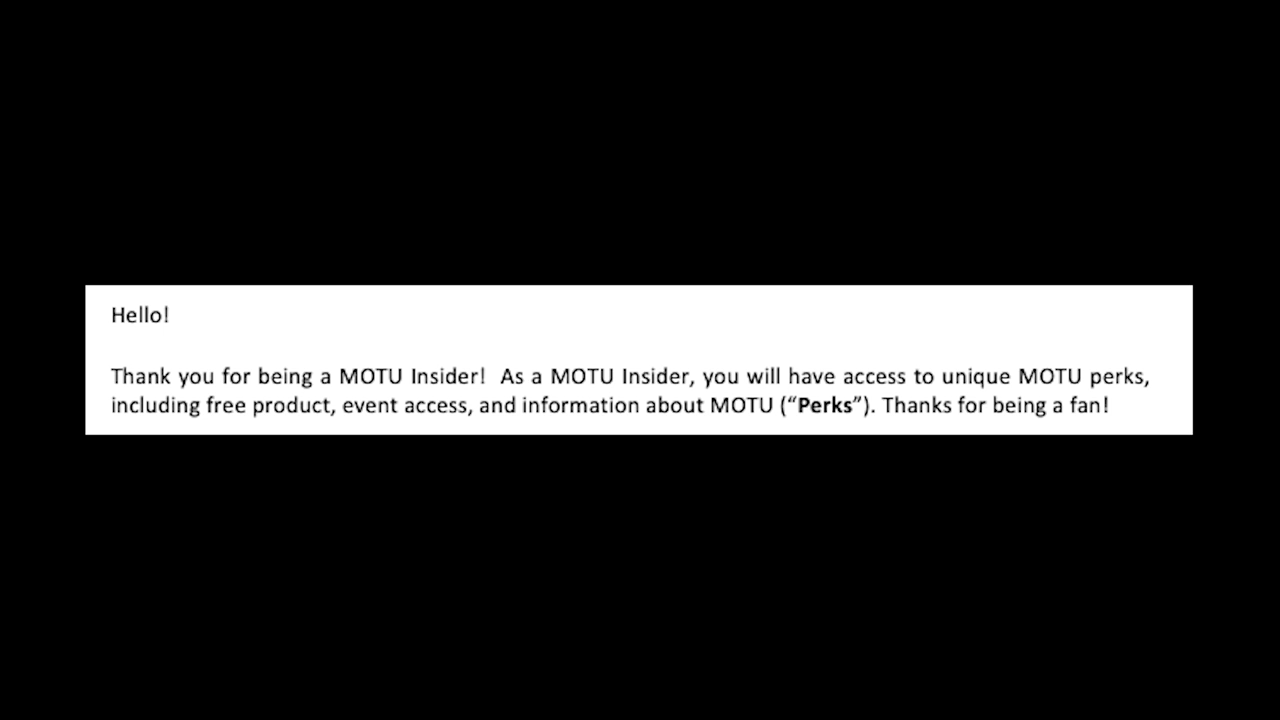 Hello!
Thank you for being a MOTU Insider!  As a MOTU Insider, you will have access to unique MOTU perks,
including free product, event access, and information about MOTU (“Perks”). Thanks for being a fan!